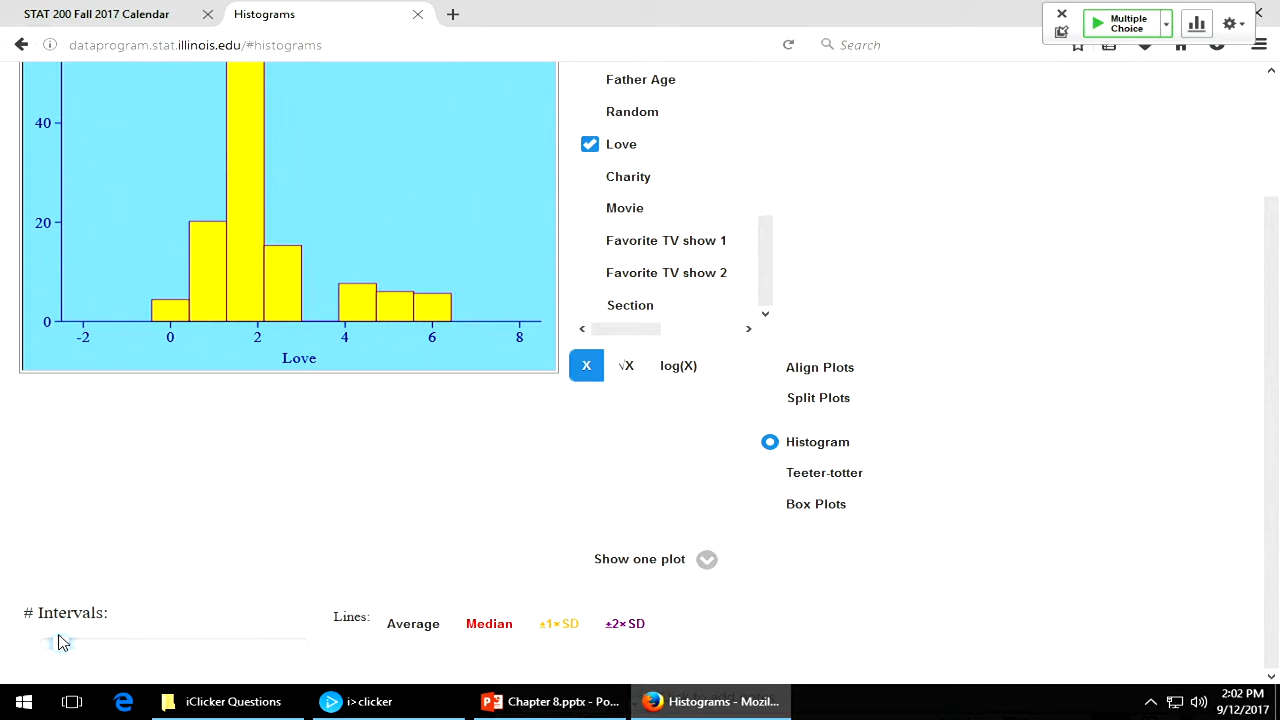 STAT 200 Fall 2017 Calendar
Histograms
Multiple
Choice
dataprogram.stat.illinois.edu/#histograms
Search
40
20
0
-2 0 2 4 6 8
Love
Father Age
Random
Love
Charity
Movie
Favorite TV show 1
Favorite TV show 2
Section
X √X log(X)
Align Plots
Split Plots
Histogram
Teeter-totter
Box Plots
Show one plot
# Intervals:
Lines: Average Median ±1×SD ±2×SD
iClicker Questions
i>clicker
Chapter 8.pptx - Po...
Histograms - Mozil...
2:02 PM
9/12/2017